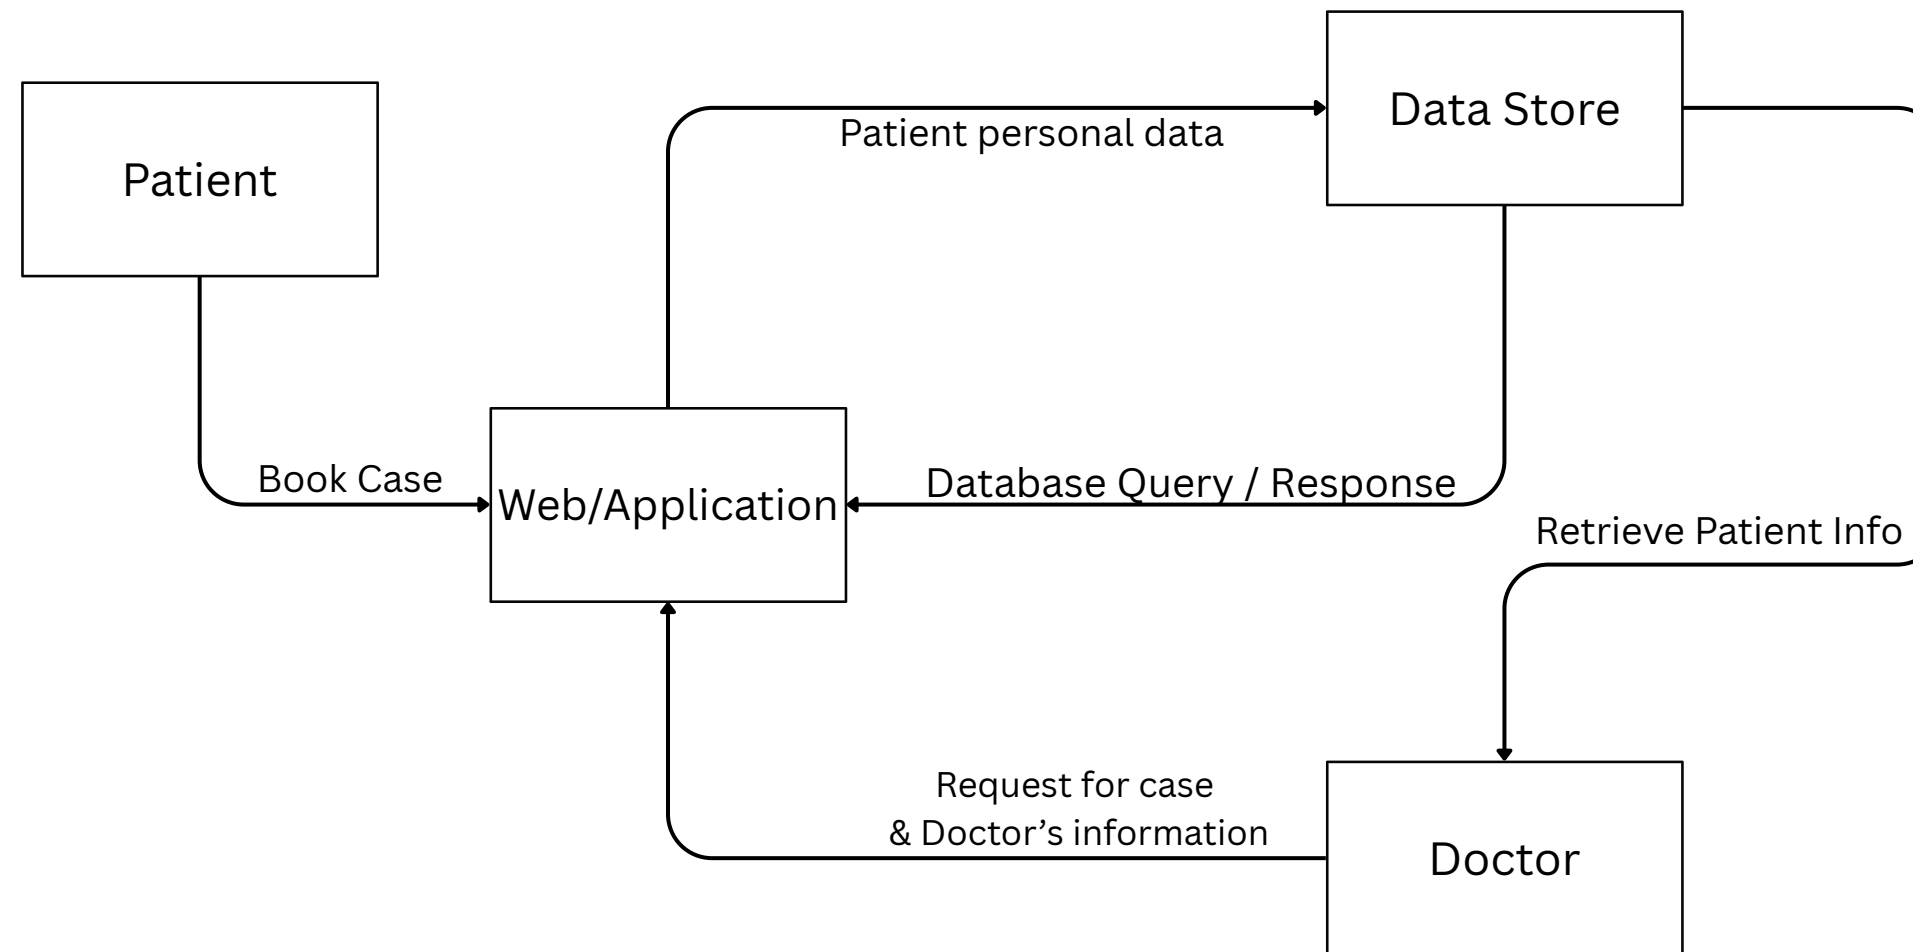 Data Store
Patient personal data
Patient
Book Case
Web/Application
Database Query / Response
Retrieve Patient Info
Request for case
& Doctor’s information
Doctor